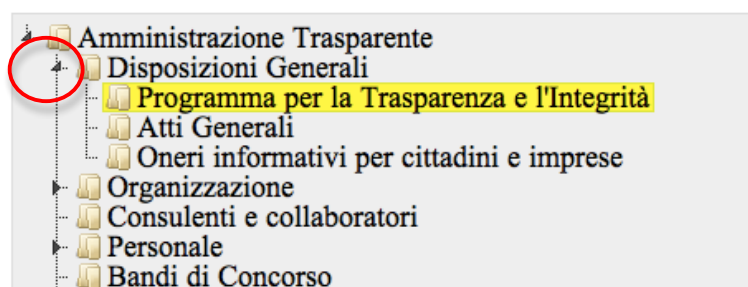 Amministrazione Trasparente
Disposizioni Generali
Programma per la Trasparenza e l'Integrità
Atti Generali
Oneri informativi per cittadini e imprese
Organizzazione
Consulenti e collaboratori
Personale
Bandi di Concorso